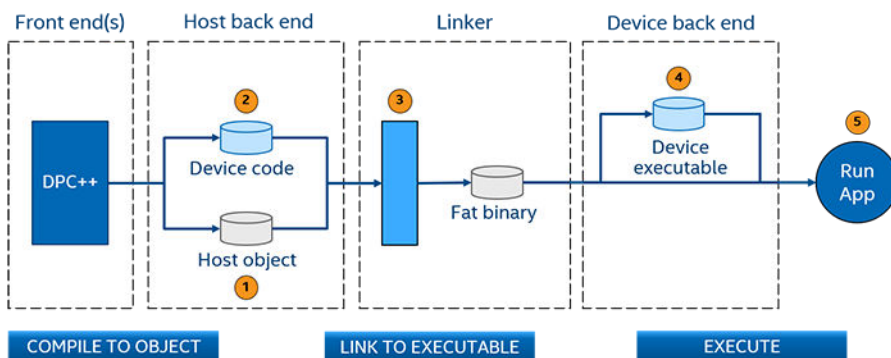 Front end(s)
Host back end
Linker
Device back end
DPC++
2
Device code
Host object
1
3
Fat binary
4
Device
executable
5
Run
App
COMPILE TO OBJECT
LINK TO EXECUTABLE
EXECUTE